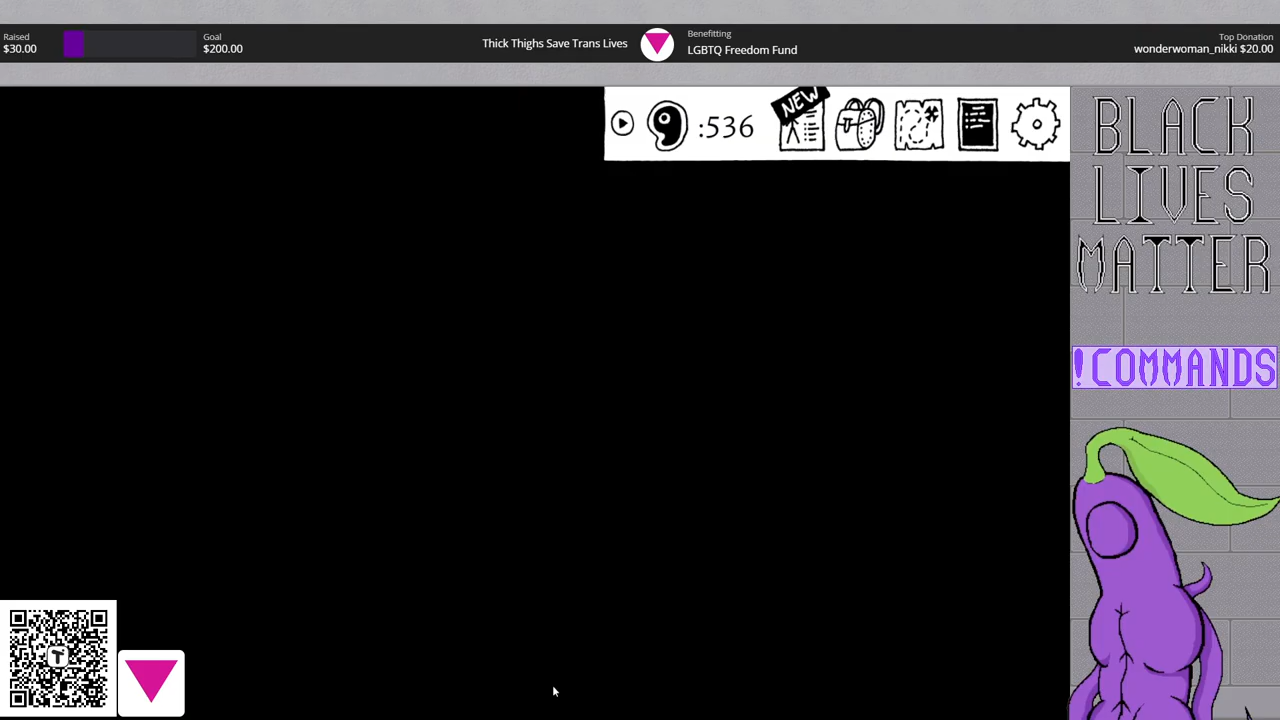 Raised
$30.00
Goal
$200.00
Thick Thighs Save Trans Lives
Benefitting
LGBTQ Freedom Fund
Top Donation
wonderwoman_nikki $20.00
:536
NEW
BLACK
LIVES
MATTER
!COMMANDS
T